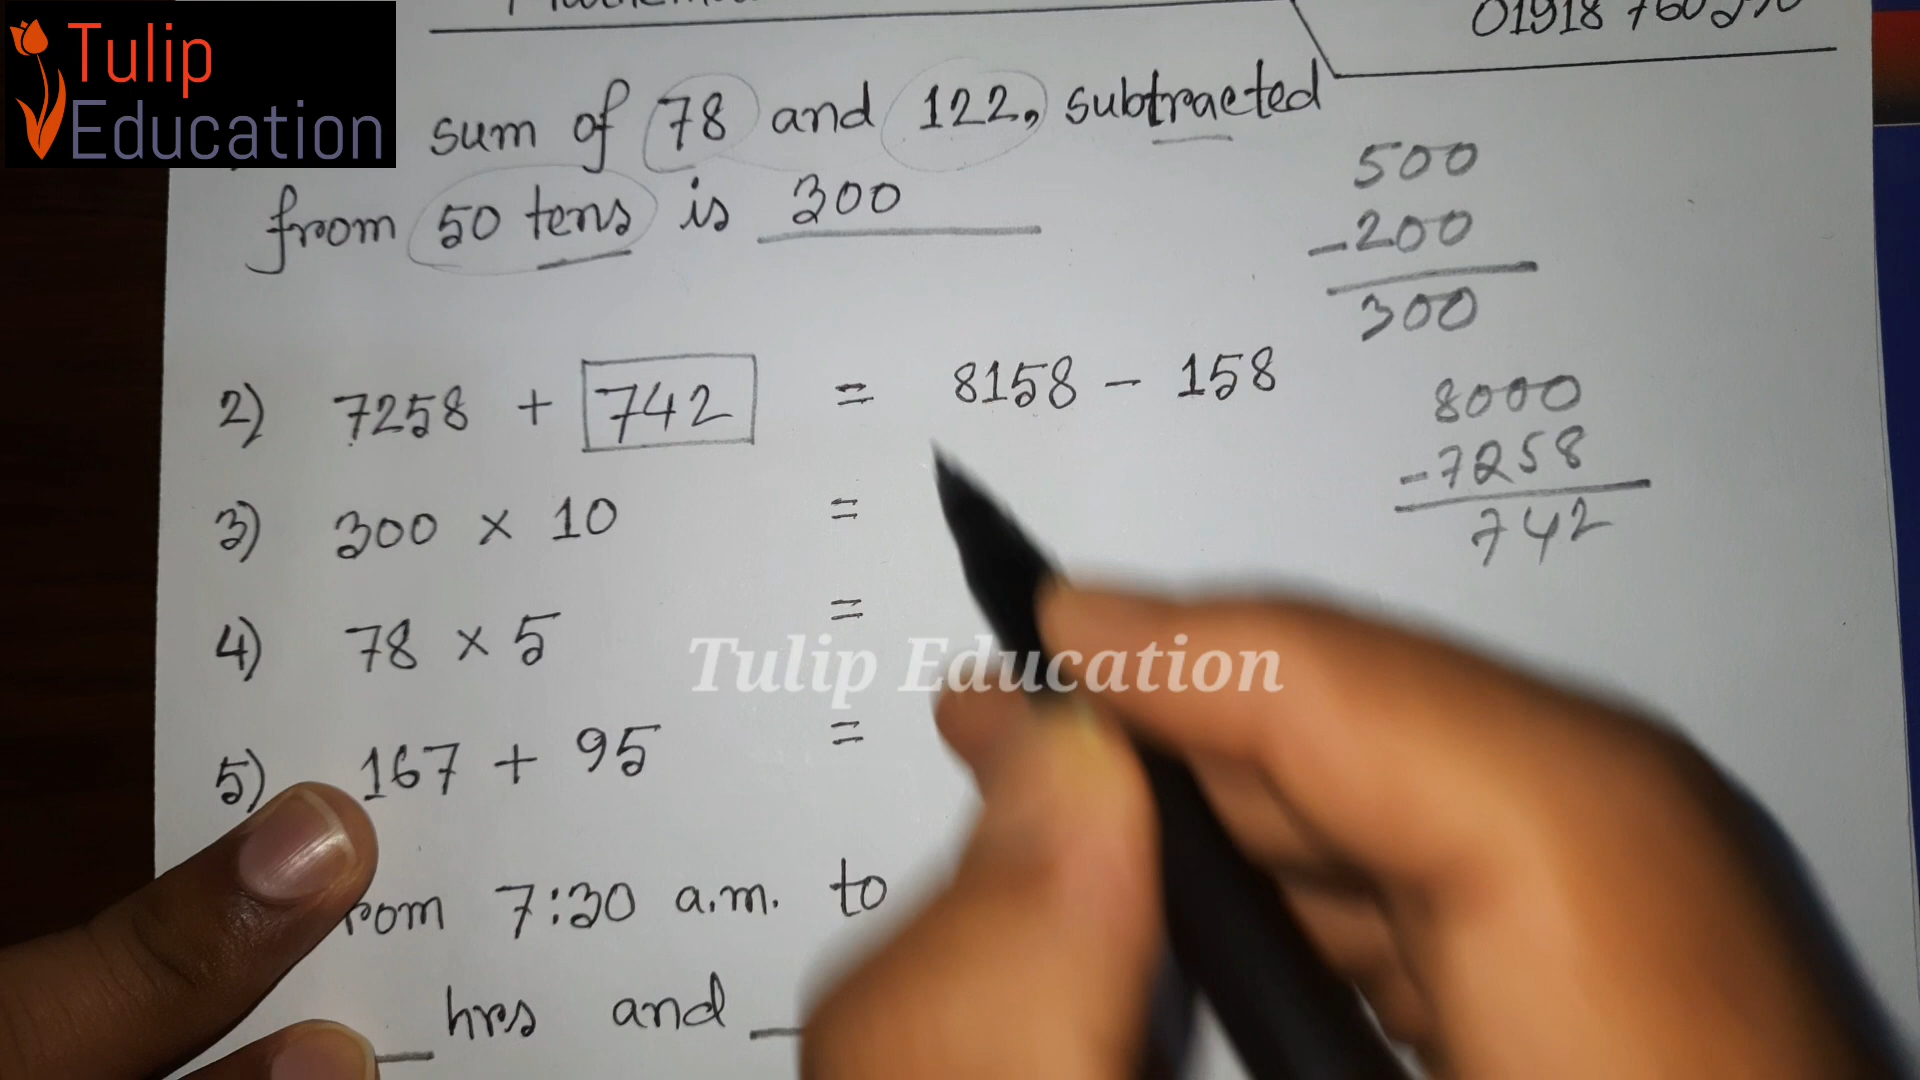 Tulip
Education
sum of 78 and 122, subtracted
from 50 tens is 300
500
-200
300
2) 7258 + 742 = 8158 - 158
8000
-7258
742
3) 300 x 10 =
4) 78 x 5 =
Tulip Education
5) 167 + 95 =
7:30 a.m. to
hrs and